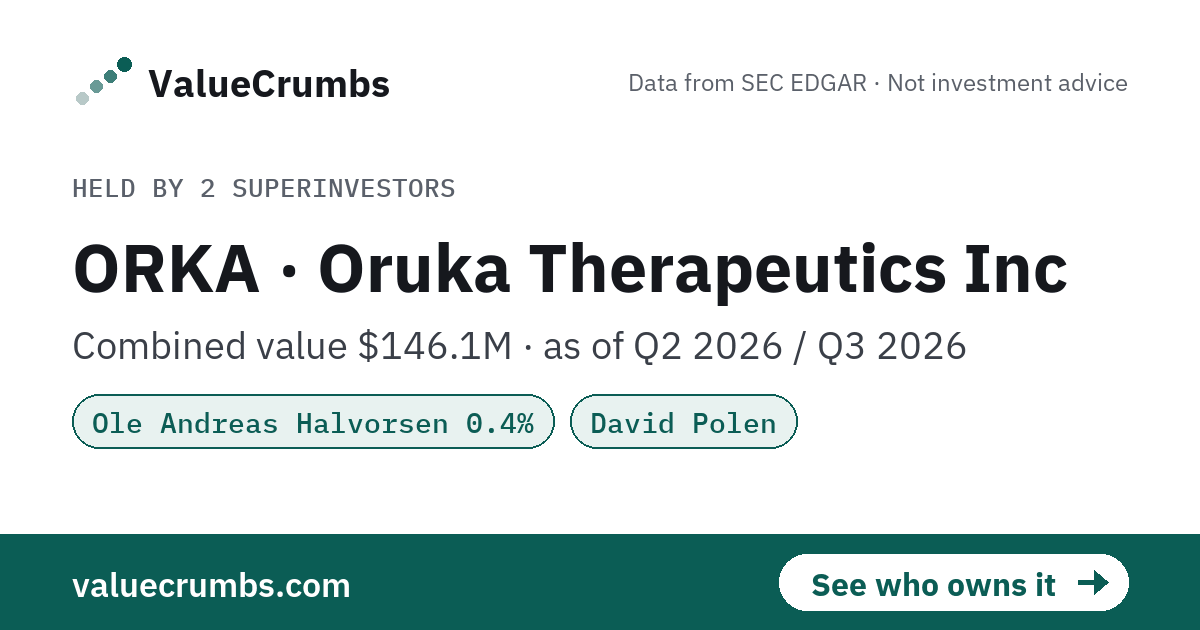 ValueCrumbs
Data from SEC EDGAR · Not investment advice
HELD BY 2 SUPERINVESTORS
ORKA · Oruka Therapeutics Inc
Combined value $146.1M · as of Q2 2026 / Q3 2026
Ole Andreas Halvorsen 0.4%
David Polen
valuecrumbs.com
See who owns it